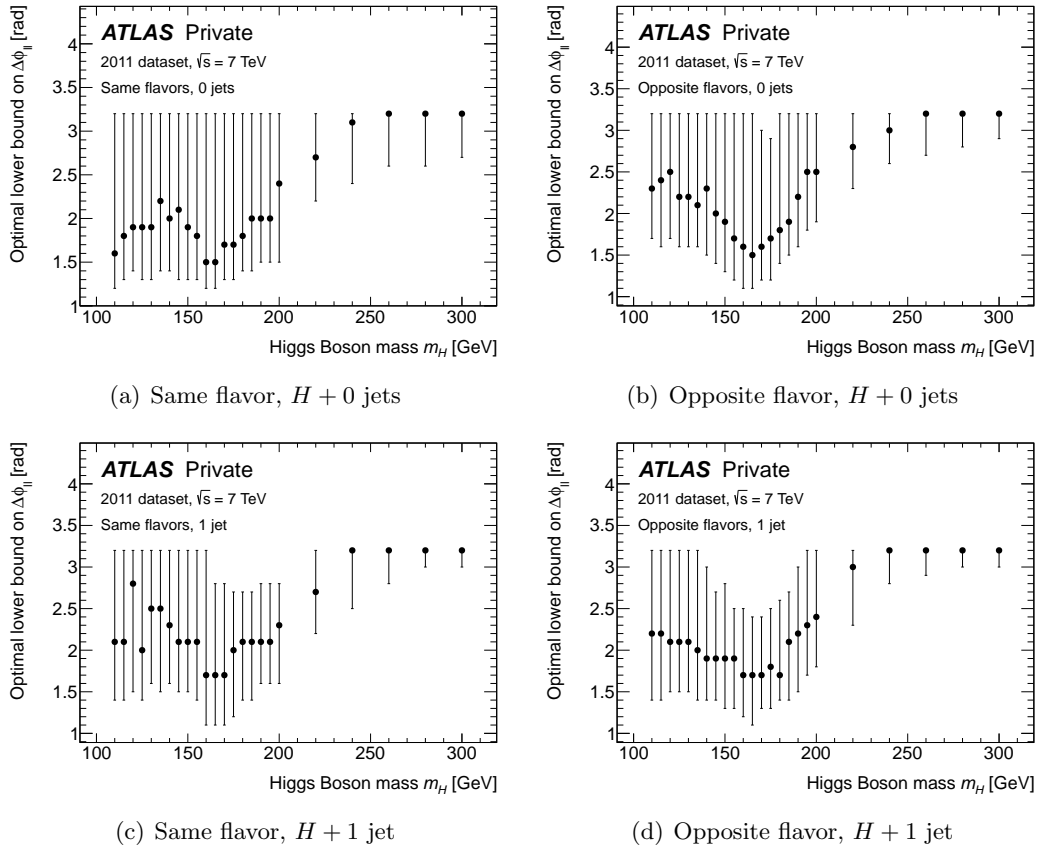 Optimal lower bound on Δϕ_ll [rad]
ATLAS Private
2011 dataset, √s = 7 TeV
Same flavors, 0 jets
4
3.5
3
2.5
2
1.5
1
100 150 200 250 300
Higgs Boson mass m_H [GeV]
(a) Same flavor, H + 0 jets
Optimal lower bound on Δϕ_ll [rad]
ATLAS Private
2011 dataset, √s = 7 TeV
Opposite flavors, 0 jets
4
3.5
3
2.5
2
1.5
1
100 150 200 250 300
Higgs Boson mass m_H [GeV]
(b) Opposite flavor, H + 0 jets
Optimal lower bound on Δϕ_ll [rad]
ATLAS Private
2011 dataset, √s = 7 TeV
Same flavors, 1 jet
4
3.5
3
2.5
2
1.5
1
100 150 200 250 300
Higgs Boson mass m_H [GeV]
(c) Same flavor, H + 1 jet
Optimal lower bound on Δϕ_ll [rad]
ATLAS Private
2011 dataset, √s = 7 TeV
Opposite flavors, 1 jet
4
3.5
3
2.5
2
1.5
1
100 150 200 250 300
Higgs Boson mass m_H [GeV]
(d) Opposite flavor, H + 1 jet